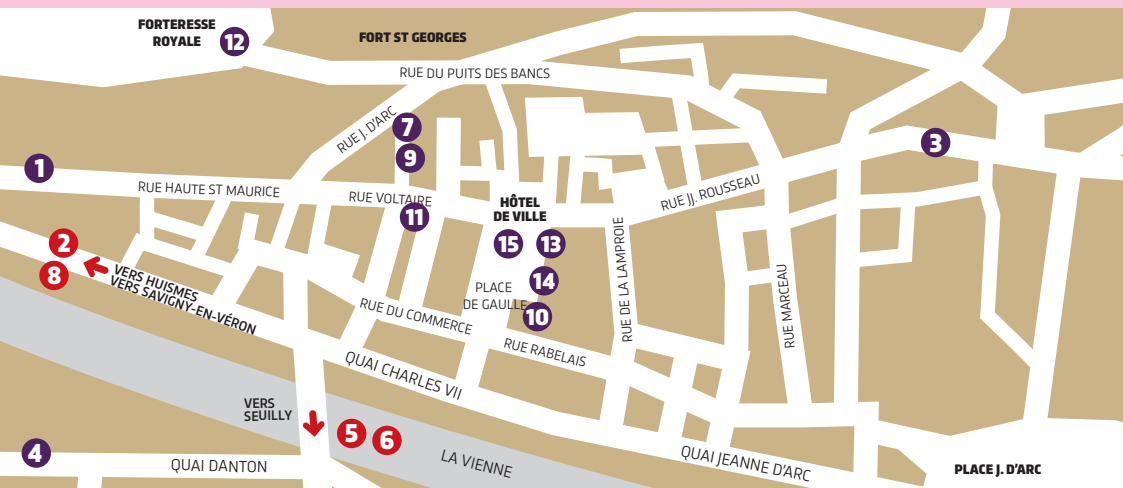 FORTERESSE
ROYALE
12
FORT ST GEORGES
RUE DU PUITS DES BANCS
RUE J. D'ARC
7
9
3
1
RUE HAUTE ST MAURICE
RUE VOLTAIRE
11
HÔTEL
DE VILLE
RUE JJ. ROUSSEAU
15
13
2
8
VERS HUISMES
VERS SAVIGNY-EN-VÉRON
14
PLACE
DE GAULLE
10
RUE DE LA LAMPROIE
RUE MARCEAU
RUE DU COMMERCE
RUE RABELAIS
QUAI CHARLES VII
VERS
SEUILLY
5
6
4
QUAI DANTON
LA VIENNE
QUAI JEANNE D'ARC
PLACE J. D'ARC